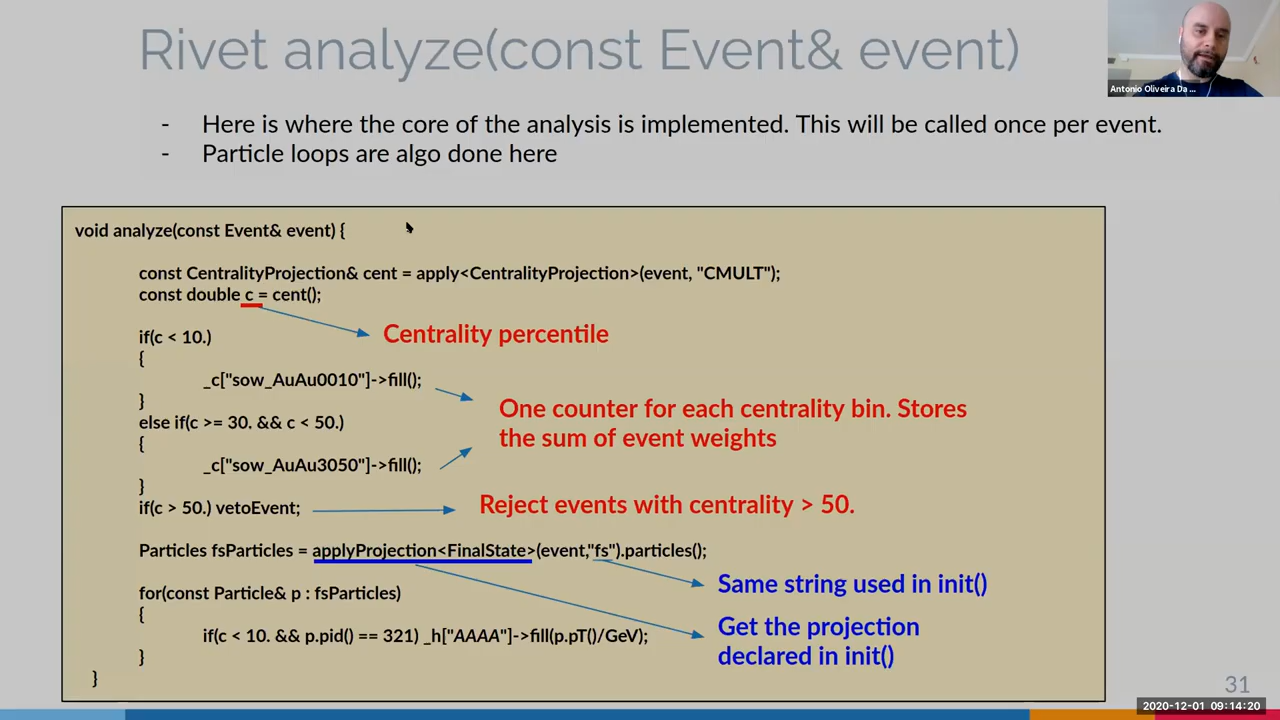 Rivet analyze(const Event& event)
Antonio Oliveira Da ...
- Here is where the core of the analysis is implemented. This will be called once per event.
- Particle loops are algo done here
void analyze(const Event& event) {
const CentralityProjection& cent = apply<CentralityProjection>(event, "CMULT");
const double c = cent();
Centrality percentile
if(c < 10.)
{
_c["sow_AuAu0010"]->fill();
}
One counter for each centrality bin. Stores
the sum of event weights
else if(c >= 30. && c < 50.)
{
_c["sow_AuAu3050"]->fill();
}
if(c > 50.) vetoEvent;
Reject events with centrality > 50.
Particles fsParticles = applyProjection<FinalState>(event,"fs").particles();
Same string used in init()
for(const Particle& p : fsParticles)
{
Get the projection
declared in init()
if(c < 10. && p.pid() == 321) _h["AAAA"]->fill(p.pT()/GeV);
}
}
31
2020-12-01 09:14:20